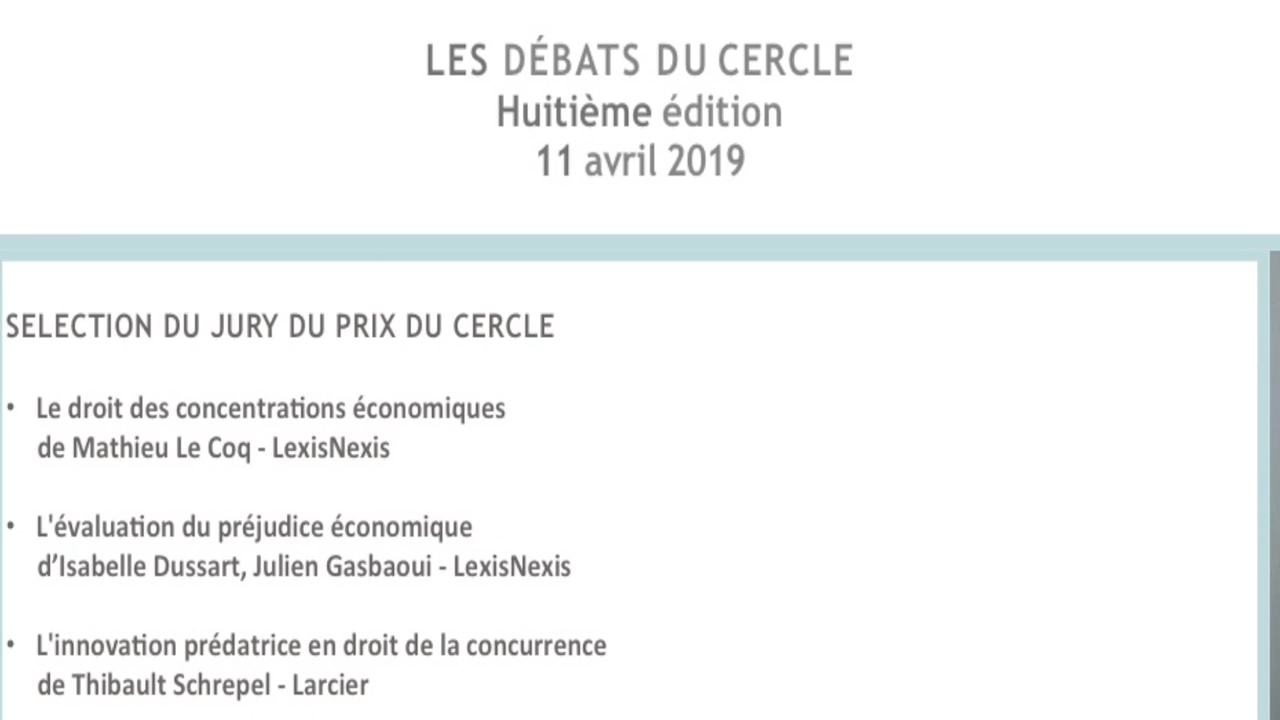 LES DÉBATS DU CERCLE
Huitième édition
11 avril 2019
SELECTION DU JURY DU PRIX DU CERCLE
• Le droit des concentrations économiques
de Mathieu Le Coq - LexisNexis
• L'évaluation du préjudice économique
d’Isabelle Dussart, Julien Gasbaoui - LexisNexis
• L'innovation prédatrice en droit de la concurrence
de Thibault Schrepel - Larcier